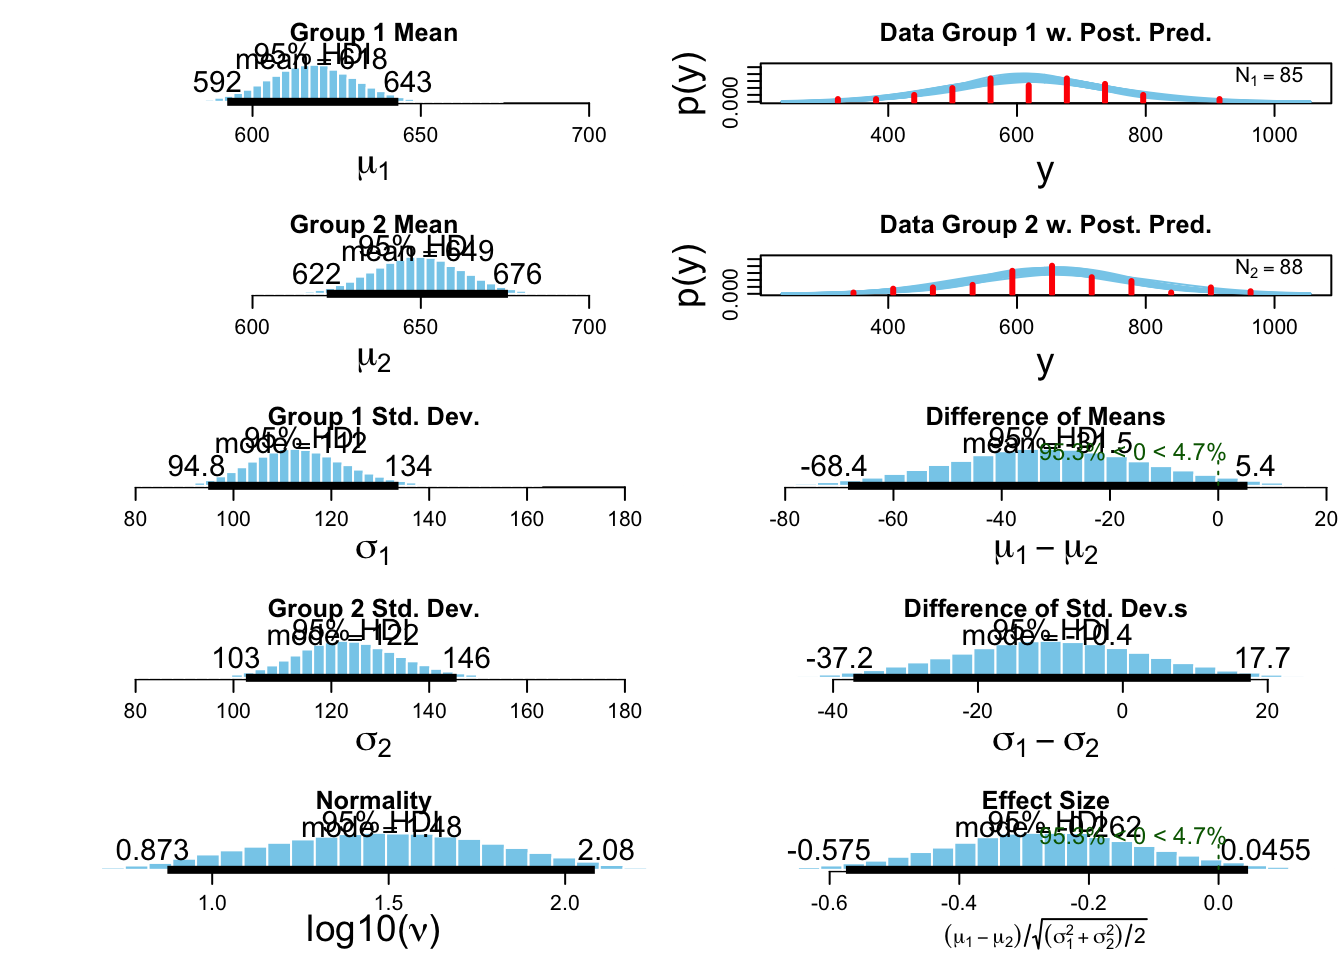 Group 1 Mean
95% HDI
mean = 618
592
643
600
650
700
μ1
Data Group 1 w. Post. Pred.
N1 = 85
p(y)
0.000
400
600
800
1000
y
Group 2 Mean
95% HDI
mean = 649
622
676
600
650
700
μ2
Data Group 2 w. Post. Pred.
N2 = 88
p(y)
0.000
400
600
800
1000
y
Group 1 Std. Dev.
95% HDI
mode = 112
94.8
134
80
100
120
140
160
180
σ1
Difference of Means
95% HDI
mean = -31.5
95.3% < 0 < 4.7%
-68.4
5.4
-80
-60
-40
-20
0
20
μ1 − μ2
Group 2 Std. Dev.
95% HDI
mode = 122
103
146
80
100
120
140
160
180
σ2
Difference of Std. Dev.s
95% HDI
mode = -10.4
-37.2
17.7
-40
-20
0
20
σ1 − σ2
Normality
95% HDI
mode = 1.48
0.873
2.08
1.0
1.5
2.0
log10(ν)
Effect Size
95% HDI
mode = -0.262
95.3% < 0 < 4.7%
-0.575
0.0455
-0.6
-0.4
-0.2
0.0
(μ1 − μ2)/√(σ1² + σ2²)/2